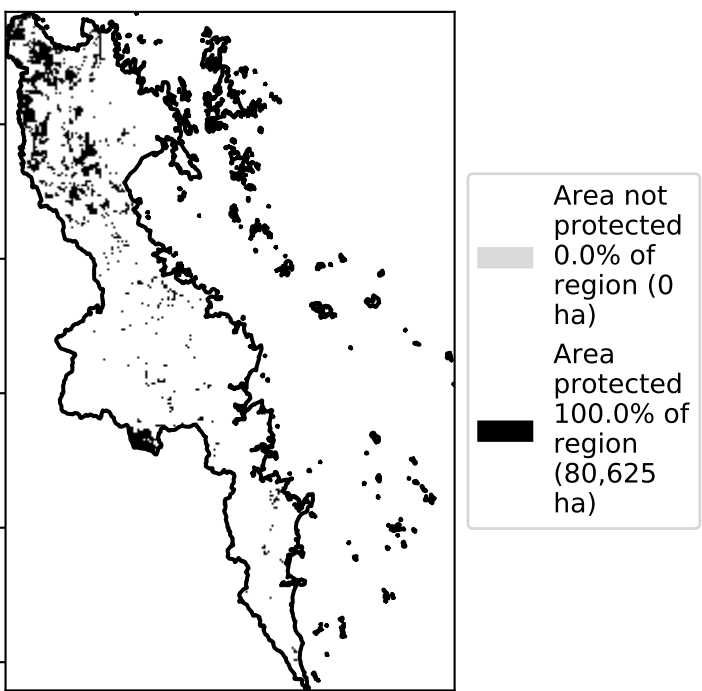 Area not
protected
0.0% of
region (0
ha)
Area
protected
100.0% of
region
(80,625
ha)